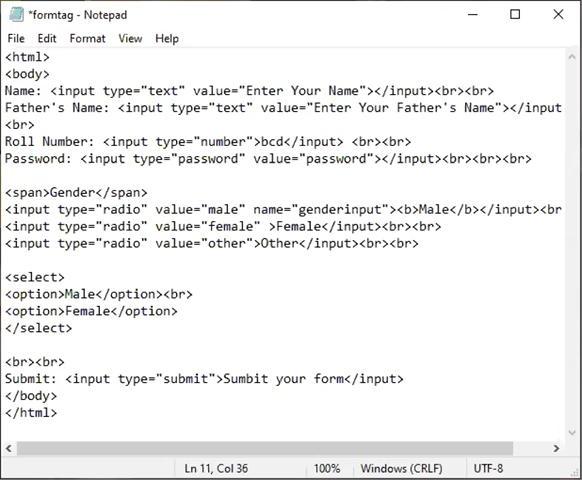 *formtag - Notepad
File Edit Format View Help
<html>
<body>
Name: <input type="text" value="Enter Your Name"></input><br><br>
Father's Name: <input type="text" value="Enter Your Father's Name"></input
<br>
Roll Number: <input type="number">bcd</input> <br><br>
Password: <input type="password" value="password"></input><br><br><br>
<span>Gender</span>
<input type="radio" value="male" name="genderinput"><b>Male</b></input><br
<input type="radio" value="female" >Female</input><br><br>
<input type="radio" value="other">Other</input><br><br>
<select>
<option>Male</option><br>
<option>Female</option>
</select>
<br><br>
Submit: <input type="submit">Sumbit your form</input>
</body>
</html>
Ln 11, Col 36 100% Windows (CRLF) UTF-8